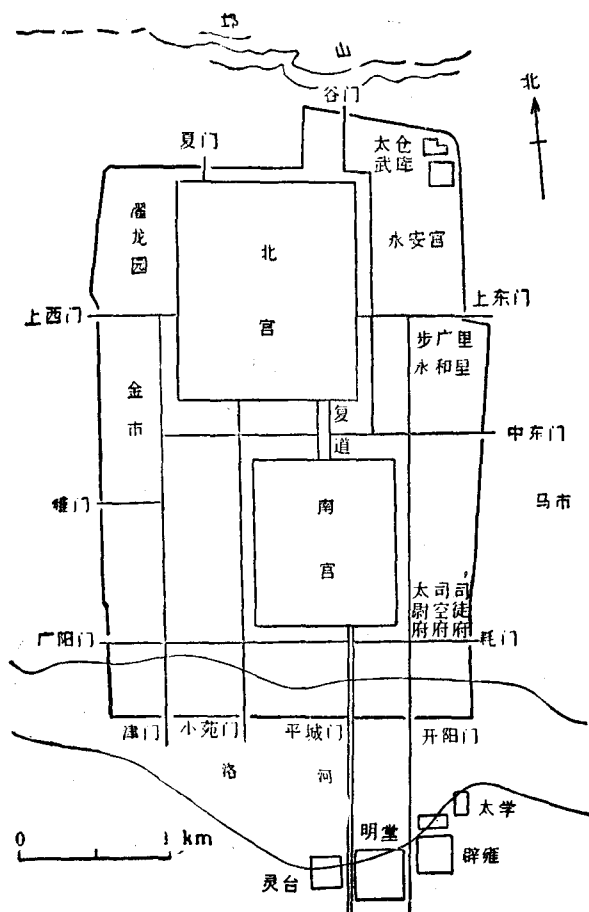 邙
山
谷门
北
夏门
太仓
武库
濯龙园
北宫
永安宫
上西门
上东门
步广里
永和里
金市
复道
中东门
雍门
南宫
马市
太尉府
司空府
司徒府
广阳门
耗门
津门
小苑门
平城门
开阳门
洛河
太学
0
1 km
明堂
辟雍
灵台